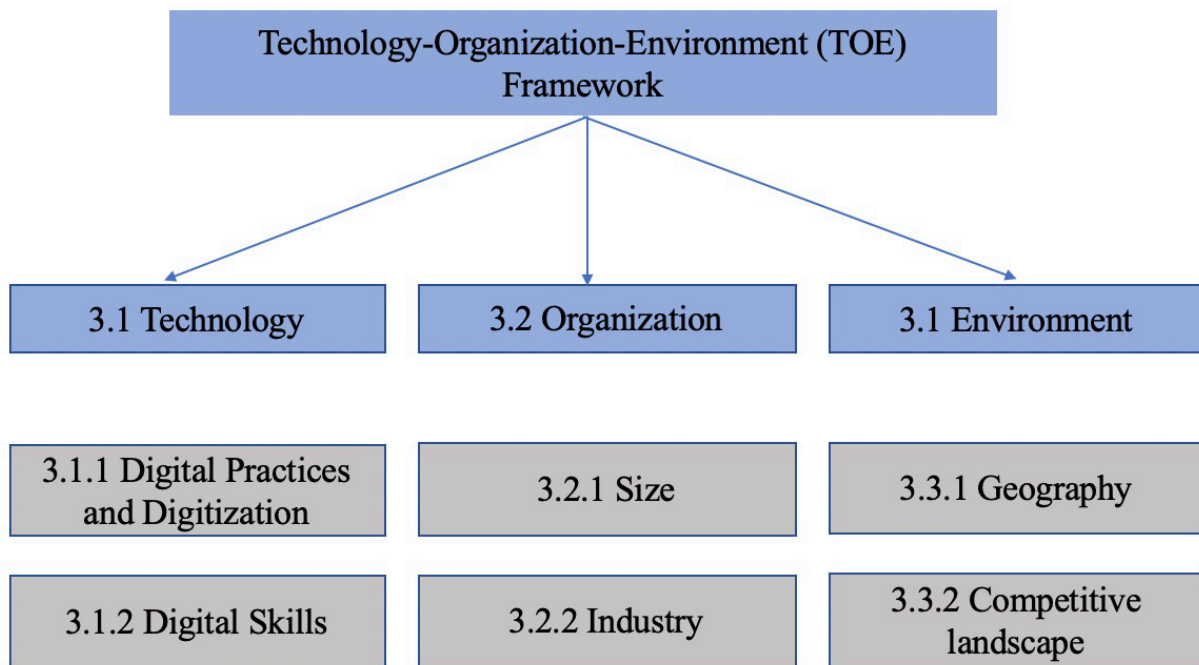 Technology-Organization-Environment (TOE)
Framework
3.1 Technology
3.2 Organization
3.1 Environment
3.1.1 Digital Practices
and Digitization
3.2.1 Size
3.3.1 Geography
3.1.2 Digital Skills
3.2.2 Industry
3.3.2 Competitive
landscape